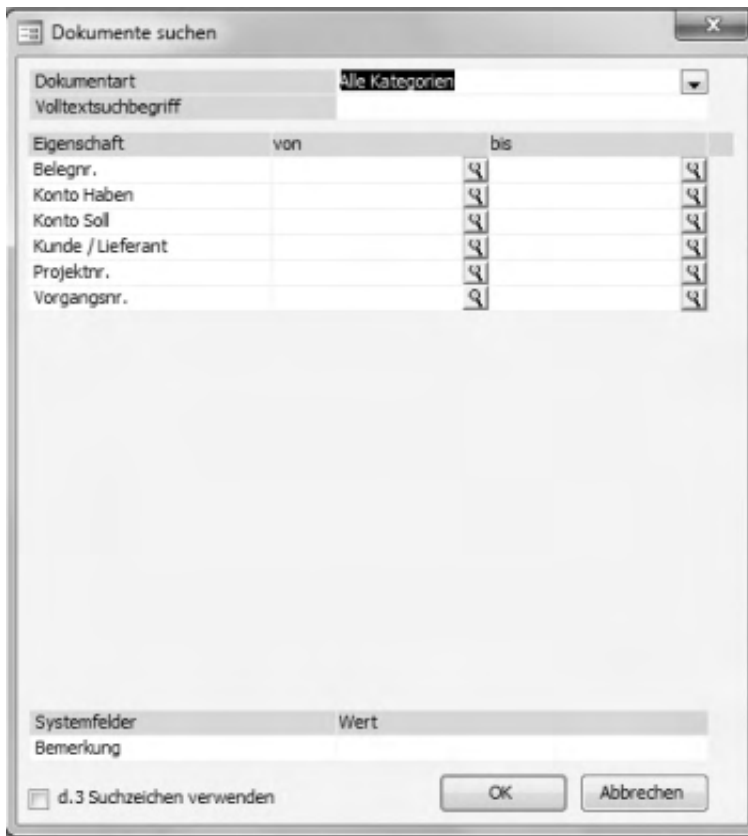 Dokumente suchen
Dokumentart Alle Kategorien
Volltextsuchbegriff
Eigenschaft von bis
Belegnr.
Konto Haben
Konto Soll
Kunde / Lieferant
Projektnr.
Vorgangsnr.
Systemfelder Wert
Bemerkung
d.3 Suchzeichen verwenden OK Abbrechen